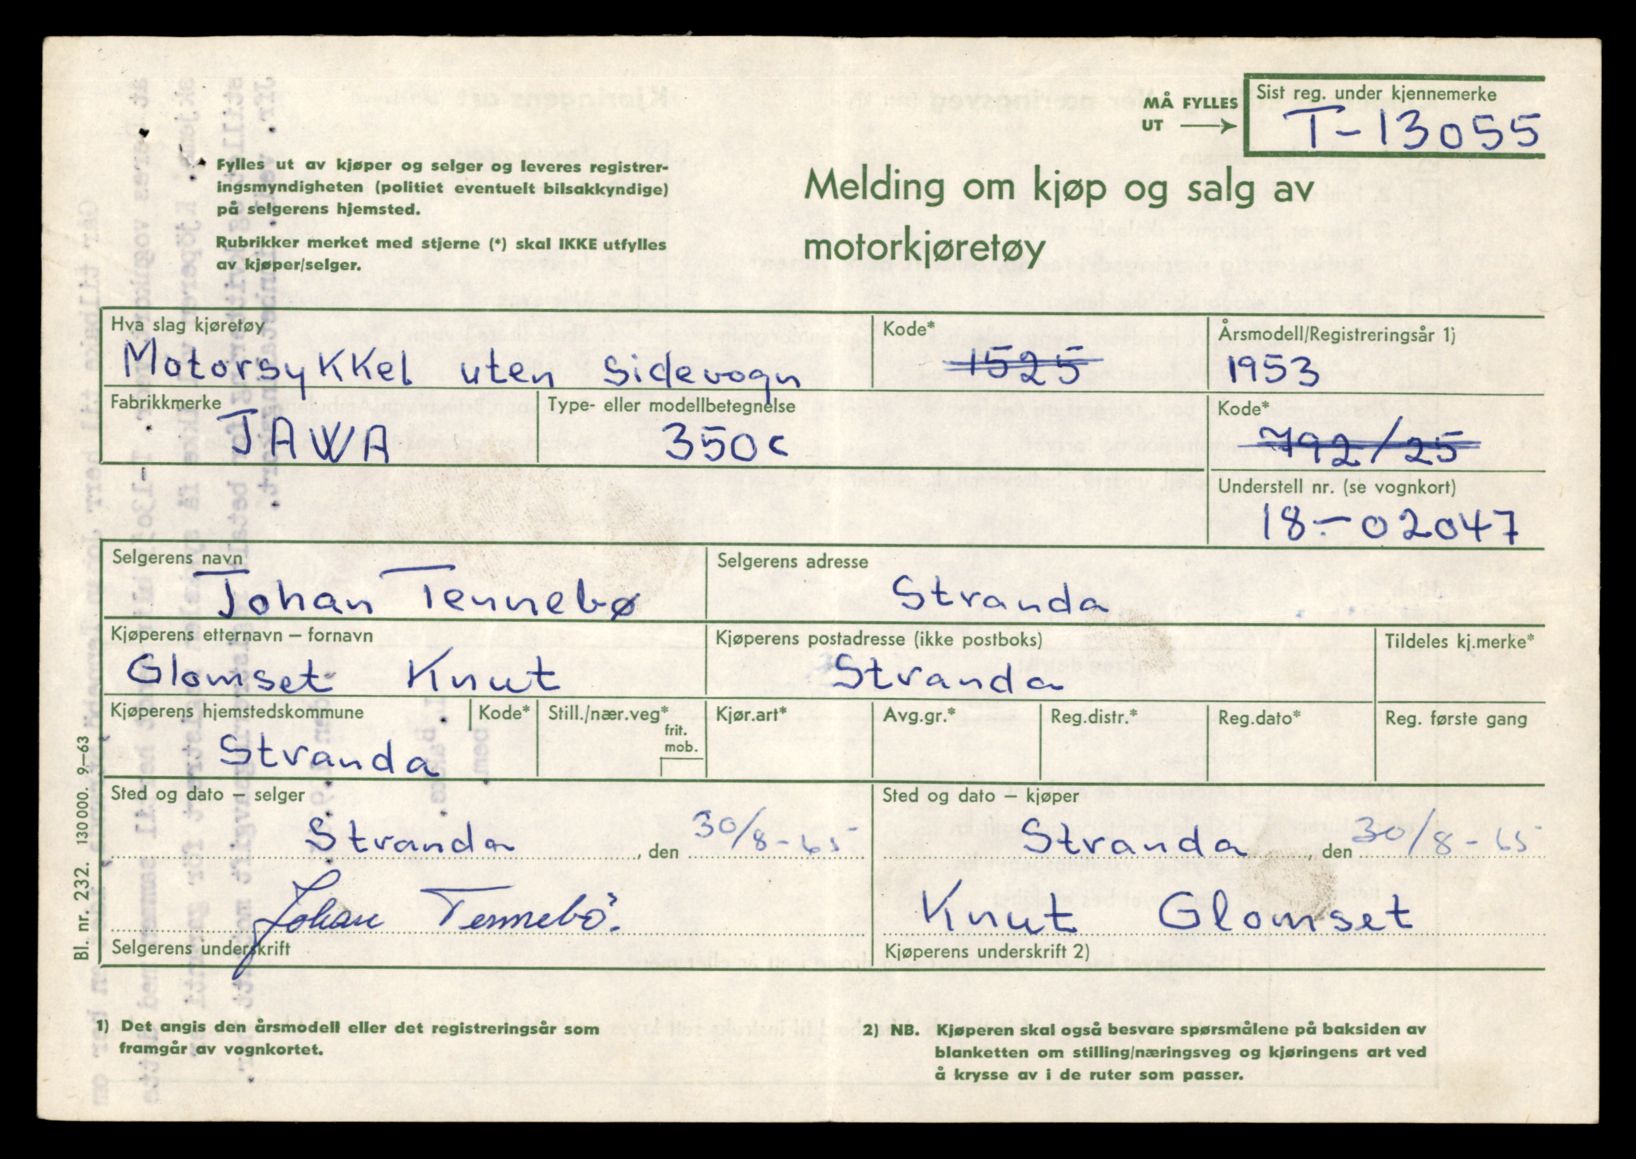 MÅ FYLLES
UT
Sist reg. under kjennemerke
T-13055
Fylles ut av kjøper og selger og leveres registrer-
ingsmyndigheten (politiet eventuelt bilsakkyndige)
på selgerens hjemsted.
Rubrikker merket med stjerne (*) skal IKKE utfylles
av kjøper/selger.
Melding om kjøp og salg av
motorkjøretøy
Hva slag kjøretøy
Motorsykkel uten sidevogn
Kode*
1525
Årsmodell/Registreringsår 1)
1953
Fabrikkmerke
JAWA
Type- eller modellbetegnelse
350c
Kode*
792/25
Understell nr. (se vognkort)
18-02047
Selgerens navn
Johan Tennebø
Selgerens adresse
Stranda
Kjøperens etternavn – fornavn
Glomset Knut
Kjøperens postadresse (ikke postboks)
Stranda
Tildeles kj.merke*
Kjøperens hjemstedskommune
Stranda
Kode*
Still./nær.veg*
frit.
mob.
Kjør.art*
Avg.gr.*
Reg.distr.*
Reg.dato*
Reg. første gang
Sted og dato – selger
Stranda, den 30/8-65
Sted og dato – kjøper
Stranda, den 30/8-65
Johan Tennebø.
Selgerens underskrift
Knut Glomset
Kjøperens underskrift 2)
Bl. nr. 232. 130000. 9–63
1) Det angis den årsmodell eller det registreringsår som
framgår av vognkortet.
2) NB. Kjøperen skal også besvare spørsmålene på baksiden av
blanketten om stilling/næringsveg og kjøringens art ved
å krysse av i de ruter som passer.